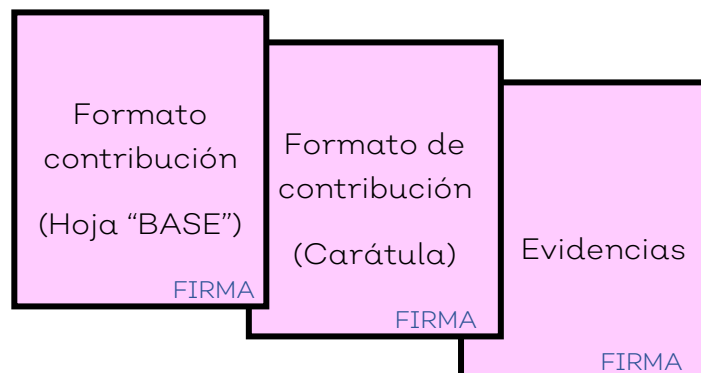 Formato
contribución
(Hoja “BASE”)
FIRMA
Formato de
contribución
(Carátula)
FIRMA
Evidencias
FIRMA